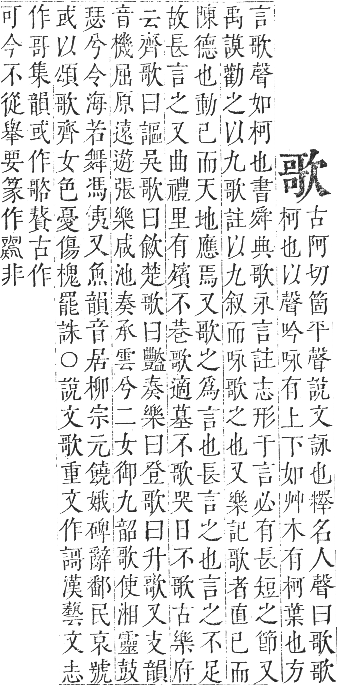 歌
古阿切箇平聲說文詠也釋名人聲曰歌歌
柯也以聲吟咏有上下如艸木有柯葉也方
言歌聲如柯也書舜典歌永言註志形于言必有長短之節又
禹謨勸之以九歌註以九叙而咏歌之也又樂記歌者直己而
陳德也動己而天地應焉又歌之為言也長言之也言之不足
故長言之又曲禮里有殯不巷歌適墓不歌哭日不歌古樂府
云齊歌曰謳吳歌曰歈楚歌曰豔奏樂曰登歌曰升歌又支韻
音機屈原遠遊張樂咸池奏承雲兮二女御九韶歌使湘靈鼓
瑟兮令海若舞馮夷又魚韻音居柳宗元饒娥碑辭鄱民哀號
或以頌歌齊女色憂傷槐罷誅○說文歌重文作謌漢藝文志
作哥集韻或作䛿𧷤古作
可今不從舉要篆作䰙非